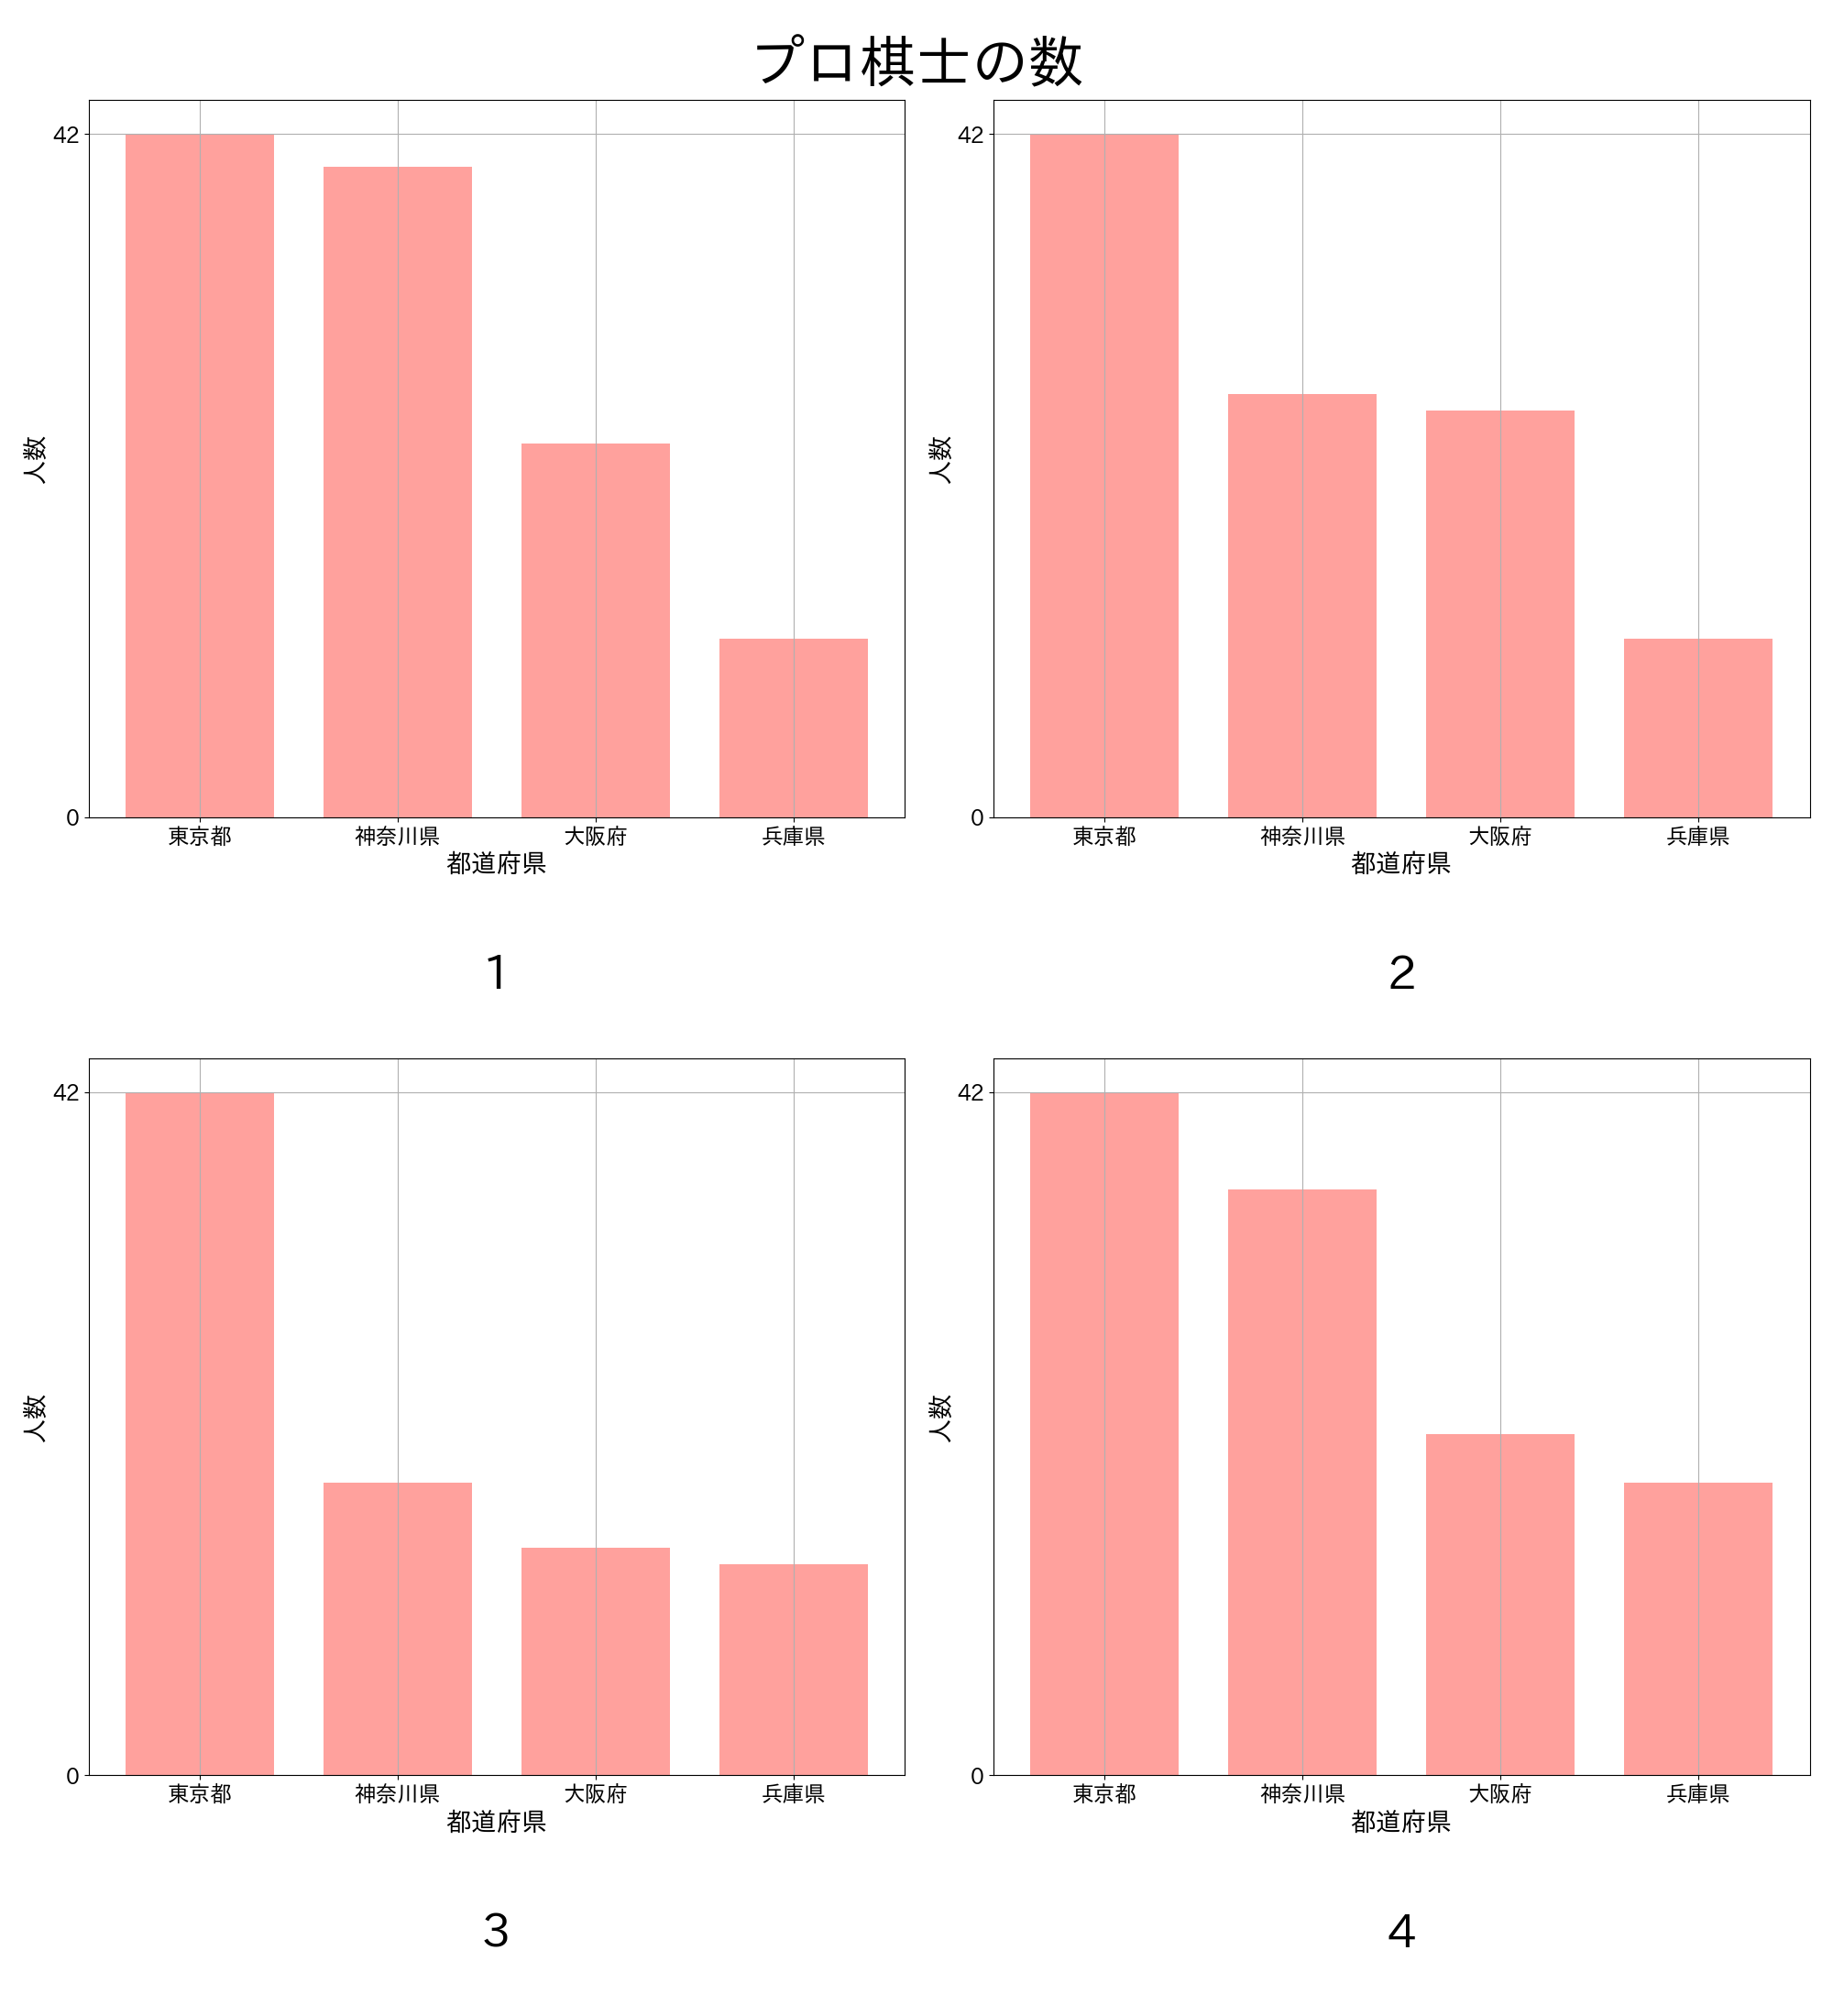 プロ棋士の数
42
0
人数
東京都 神奈川県 大阪府 兵庫県
都道府県
1
42
0
人数
東京都 神奈川県 大阪府 兵庫県
都道府県
2
42
0
人数
東京都 神奈川県 大阪府 兵庫県
都道府県
3
42
0
人数
東京都 神奈川県 大阪府 兵庫県
都道府県
4